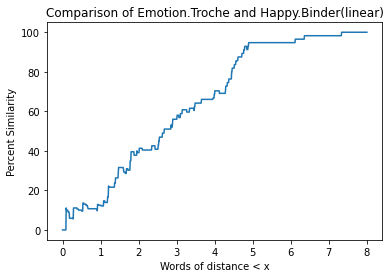 Comparison of Emotion.Troche and Happy.Binder(linear)
100
80
60
40
20
0
Percent Similarity
0 1 2 3 4 5 6 7 8
Words of distance < x